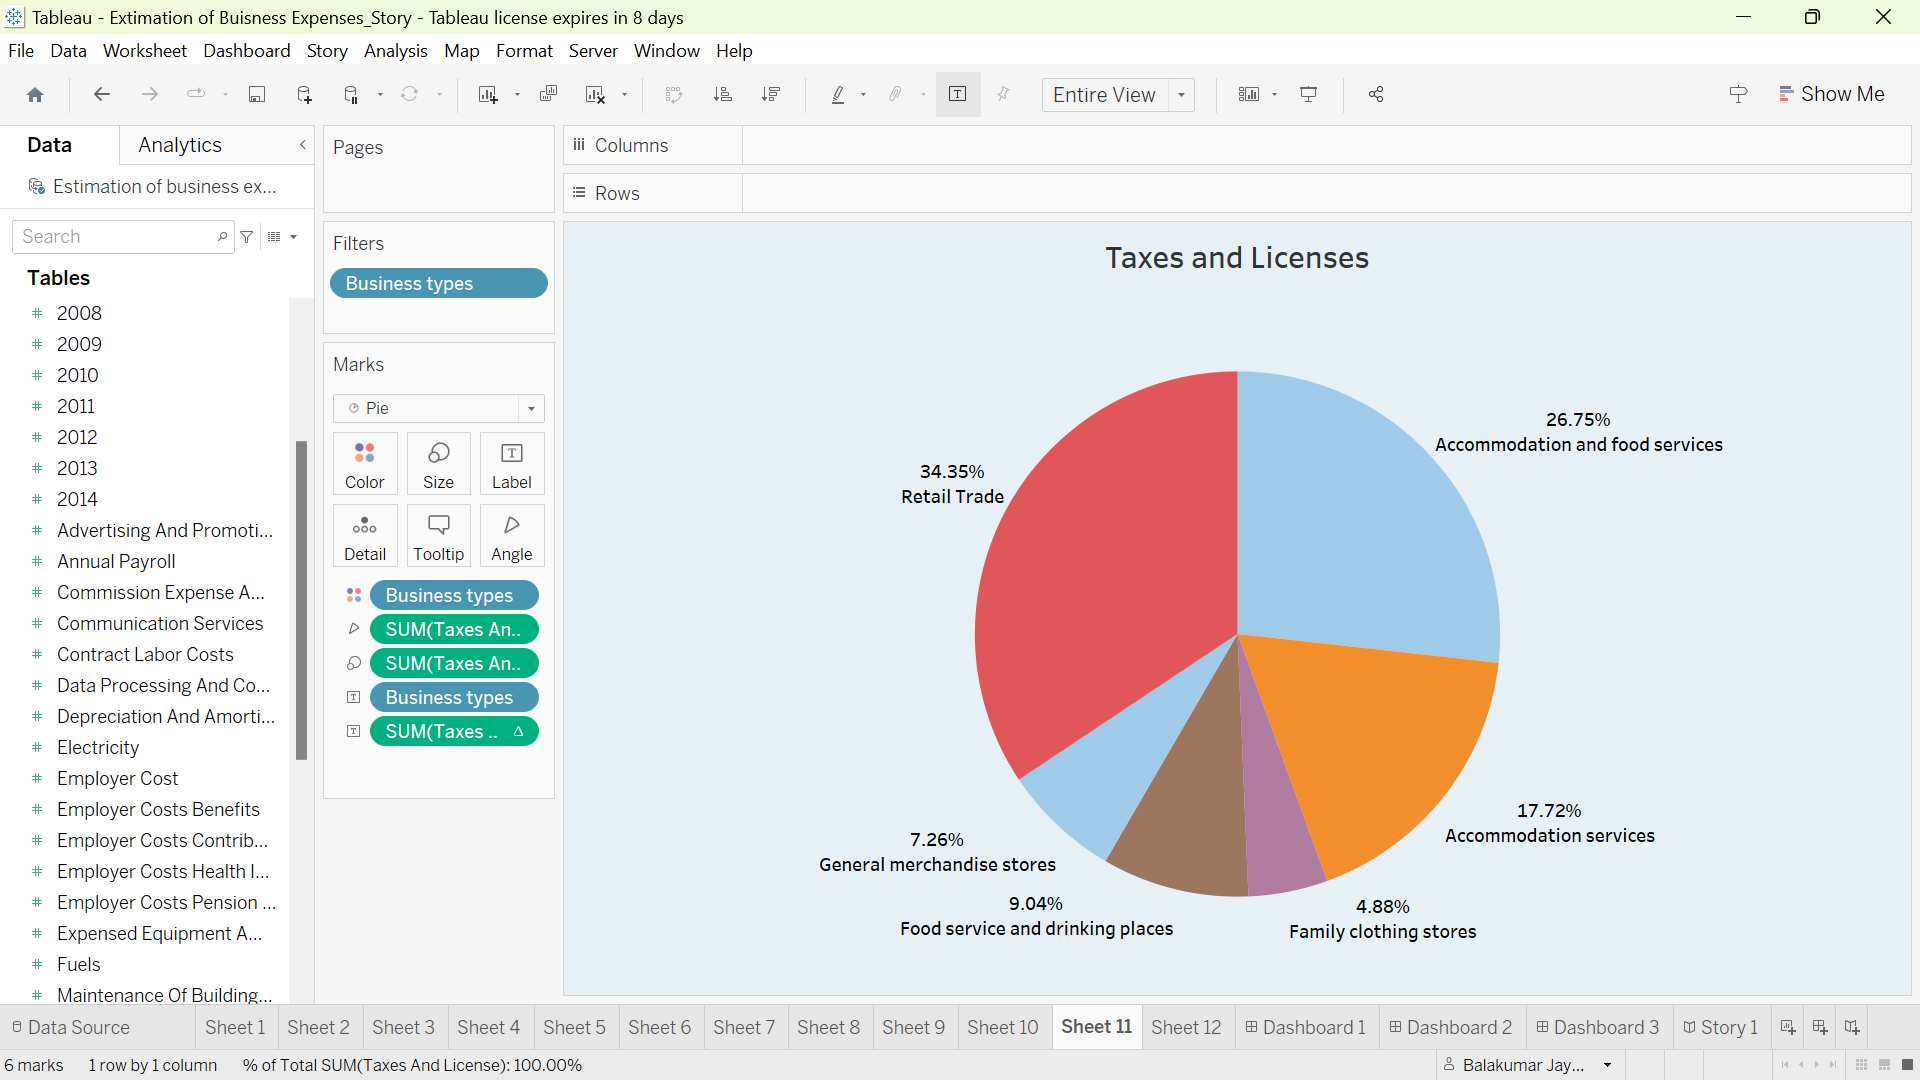 Tableau - Extimation of Buisness Expenses_Story - Tableau license expires in 8 days
File Data Worksheet Dashboard Story Analysis Map Format Server Window Help
Entire View
Show Me
Data
Analytics
Estimation of business ex...
Search
Tables
2008
2009
2010
2011
2012
2013
2014
Advertising And Promoti...
Annual Payroll
Commission Expense A...
Communication Services
Contract Labor Costs
Data Processing And Co...
Depreciation And Amorti...
Electricity
Employer Cost
Employer Costs Benefits
Employer Costs Contrib...
Employer Costs Health I...
Employer Costs Pension ...
Expensed Equipment A...
Fuels
Maintenance Of Building...
Pages
Filters
Business types
Marks
Pie
Color Size Label
Detail Tooltip Angle
Business types
SUM(Taxes An..
SUM(Taxes An..
Business types
SUM(Taxes ..
Columns
Rows
Taxes and Licenses
26.75%
Accommodation and food services
34.35%
Retail Trade
17.72%
Accommodation services
7.26%
General merchandise stores
9.04%
Food service and drinking places
4.88%
Family clothing stores
Data Source Sheet 1 Sheet 2 Sheet 3 Sheet 4 Sheet 5 Sheet 6 Sheet 7 Sheet 8 Sheet 9 Sheet 10 Sheet 11 Sheet 12 Dashboard 1 Dashboard 2 Dashboard 3 Story 1
6 marks 1 row by 1 column % of Total SUM(Taxes And License): 100.00% Balakumar Jay...